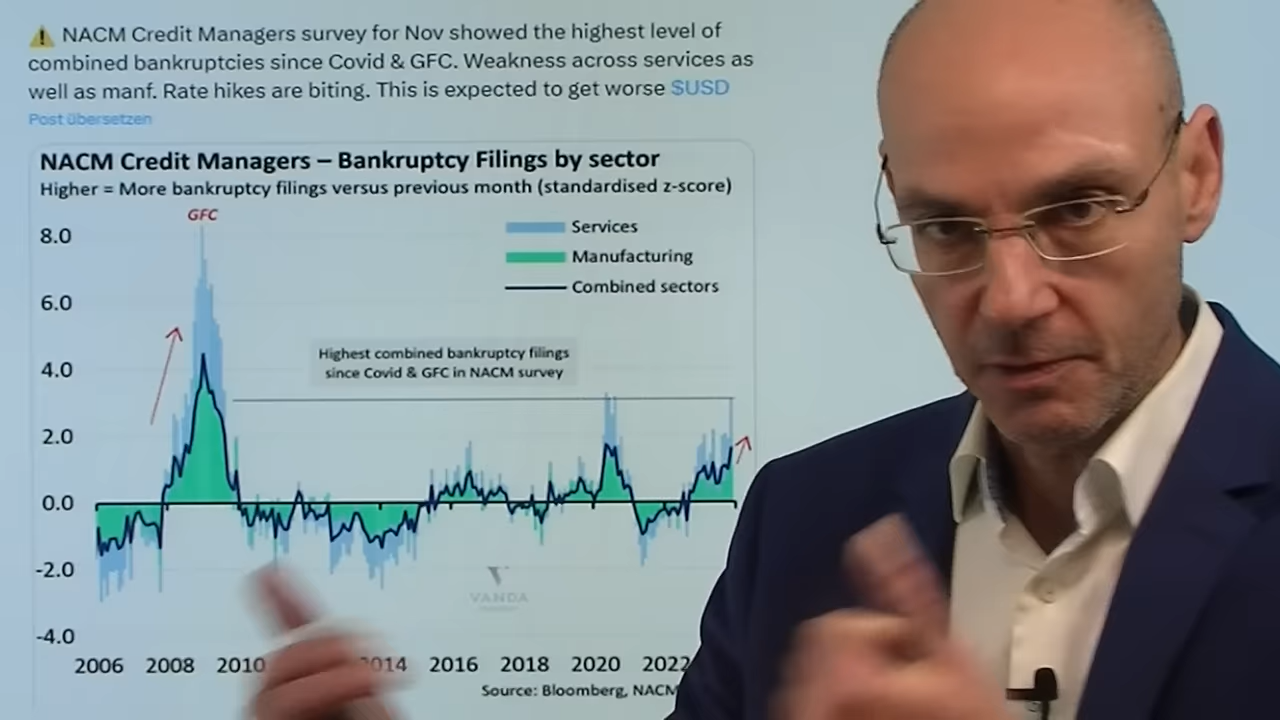 ⚠️ NACM Credit Managers survey for Nov showed the highest level of
combined bankruptcies since Covid & GFC. Weakness across services as
well as manf. Rate hikes are biting. This is expected to get worse $USD
Post übersetzen
NACM Credit Managers – Bankruptcy Filings by sector
Higher = More bankruptcy filings versus previous month (standardised z-score)
GFC
8.0
Services
Manufacturing
Combined sectors
6.0
Highest combined bankruptcy filings
since Covid & GFC in NACM survey
4.0
2.0
0.0
-2.0
VANDA
-4.0
2006 2008 2010 2014 2016 2018 2020 2022
Source: Bloomberg, NACM